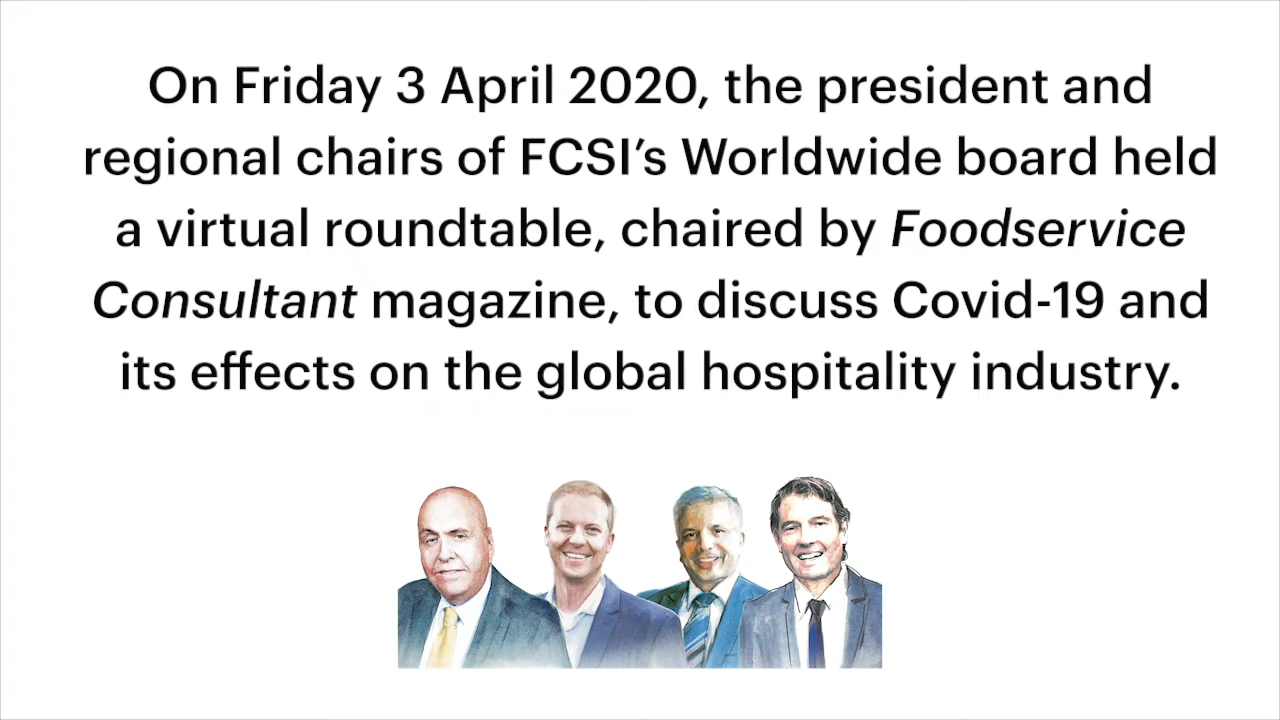 On Friday 3 April 2020, the president and
regional chairs of FCSI’s Worldwide board held
a virtual roundtable, chaired by Foodservice
Consultant magazine, to discuss Covid-19 and
its effects on the global hospitality industry.